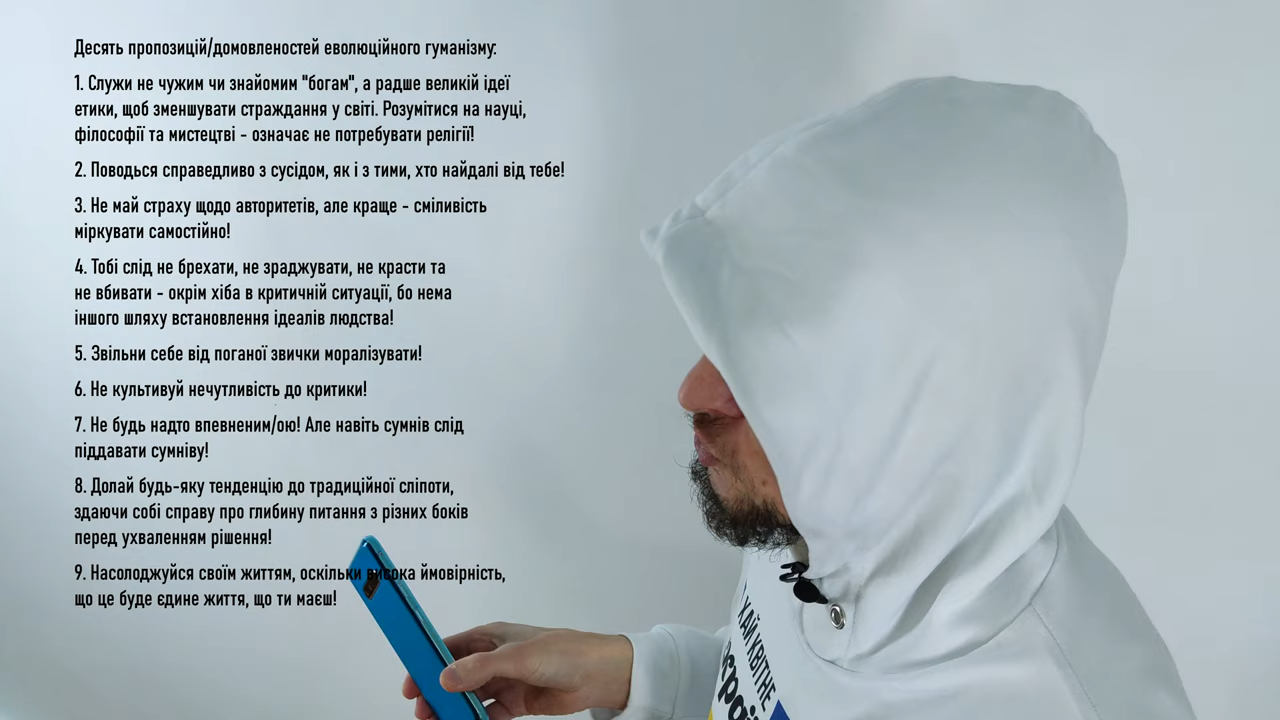 Десять пропозицій/домовленостей еволюційного гуманізму:
1. Служи не чужим чи знайомим "богам", а радше великій ідеї
етики, щоб зменшувати страждання у світі. Розумітися на науці,
філософії та мистецтві - означає не потребувати релігії!
2. Поводься справедливо з сусідом, як і з тими, хто найдалі від тебе!
3. Не май страху щодо авторитетів, але краще - сміливість
міркувати самостійно!
4. Тобі слід не брехати, не зраджувати, не красти та
не вбивати - окрім хіба в критичній ситуації, бо нема
іншого шляху встановлення ідеалів людства!
5. Звільни себе від поганої звички моралізувати!
6. Не культивуй нечутливість до критики!
7. Не будь надто впевненим/ою! Але навіть сумнів слід
піддавати сумніву!
8. Долай будь-яку тенденцію до традиційної сліпоти,
здаючи собі справу про глибину питання з різних боків
перед ухваленням рішення!
9. Насолоджуйся своїм життям, оскільки висока ймовірність,
що це буде єдине життя, що ти маєш!
ХАЙ КВІТНЕ